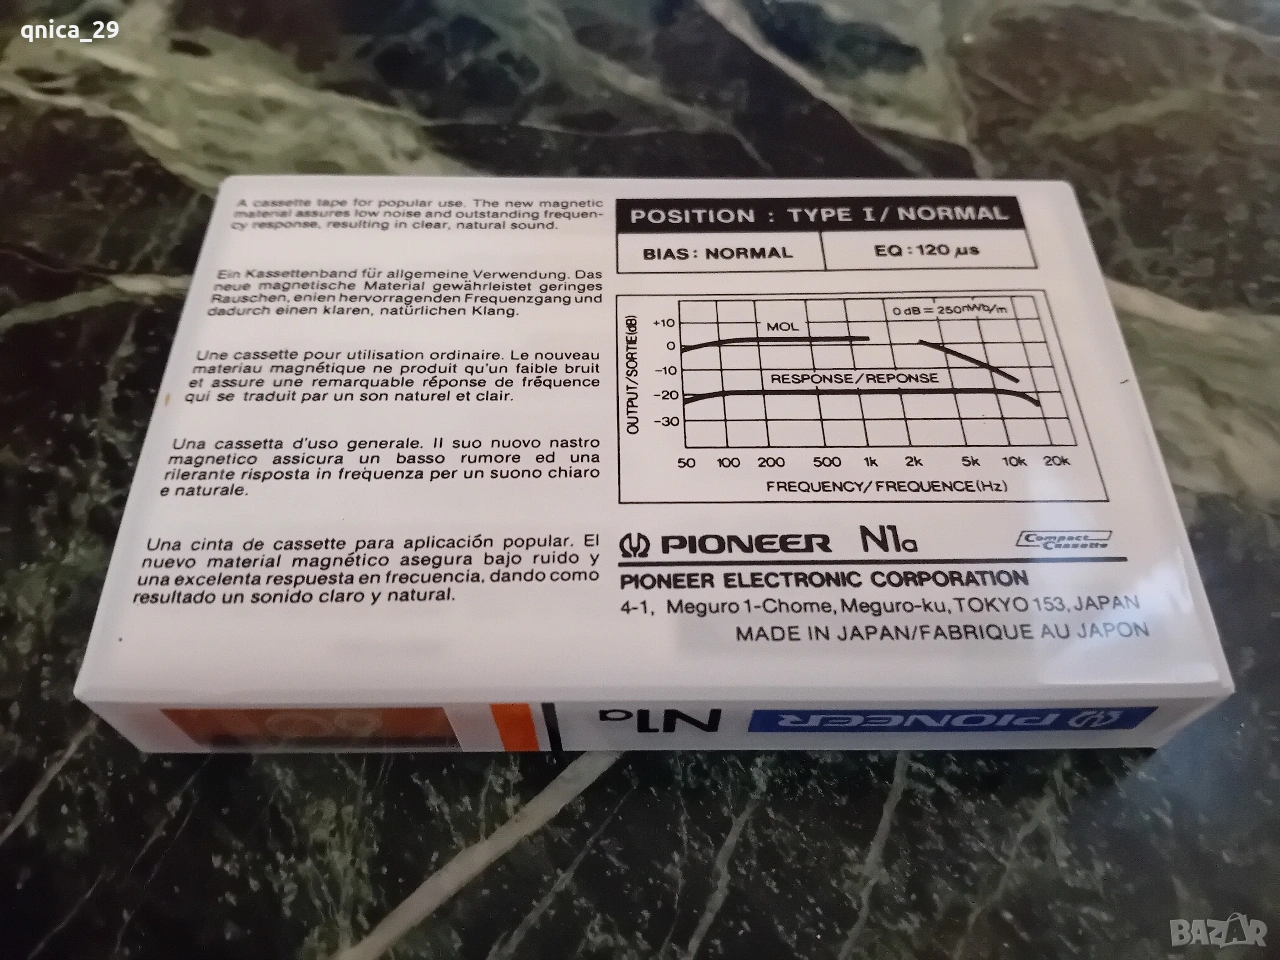 qnica_29
A cassette tape for popular use. The new magnetic
material assures low noise and outstanding frequen-
cy response, resulting in clear, natural sound.
Ein Kassettenband für allgemeine Verwendung. Das
neue magnetische Material gewährleistet geringes
Rauschen, enien hervorragenden Frequenzgang und
dadurch einen klaren, natürlichen Klang.
Une cassette pour utilisation ordinaire. Le nouveau
materiau magnétique ne produit qu'un faible bruit
et assure une remarquable réponse de fréquence
qui se traduit par un son naturel et clair.
Una cassetta d'uso generale. Il suo nuovo nastro
magnetico assicura un basso rumore ed una
rilerante risposta in frequenza per un suono chiaro
e naturale.
Una cinta de cassette para aplicación popular. El
nuevo material magnético asegura bajo ruido y
una excelenta respuesta en frecuencia, dando como
resultado un sonido claro y natural.
POSITION : TYPE I/NORMAL
BIAS: NORMAL
EQ: 120 µs
OUTPUT/SORTIE(dB)
+10
0
-10
-20
-30
MOL
0 dB = 250nWb/m
RESPONSE/REPONSE
50 100 200 500 1k 2k 5k 10k 20k
FREQUENCY/FREQUENCE(Hz)
PIONEER N1a
Compact
Cassette
PIONEER ELECTRONIC CORPORATION
4-1, Meguro 1-Chome, Meguro-ku, TOKYO 153, JAPAN
MADE IN JAPAN/FABRIQUE AU JAPON
PIONEER N1a
BAZAR